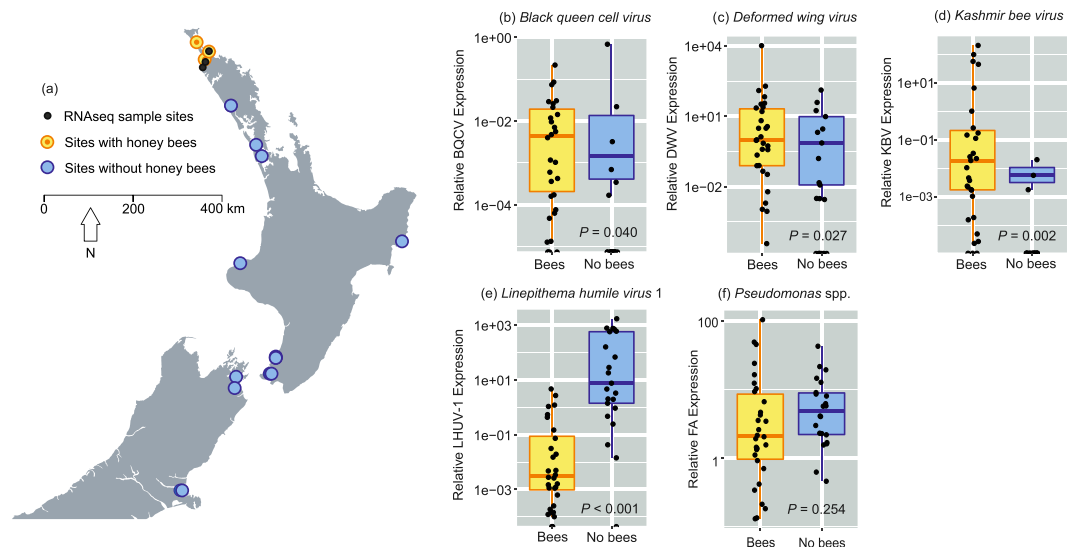 (a)
RNAseq sample sites
Sites with honey bees
Sites without honey bees
0 200 400 km
N
(b) Black queen cell virus
Relative BQCV Expression
1e+00
1e−02
1e−04
P = 0.040
Bees No bees
(c) Deformed wing virus
Relative DWV Expression
1e+04
1e+01
1e−02
P = 0.027
Bees No bees
(d) Kashmir bee virus
Relative KBV Expression
1e+01
1e−01
1e−03
P = 0.002
Bees No bees
(e) Linepithema humile virus 1
Relative LHUV-1 Expression
1e+03
1e+01
1e−01
1e−03
P < 0.001
Bees No bees
(f) Pseudomonas spp.
Relative FA Expression
100
1
P = 0.254
Bees No bees